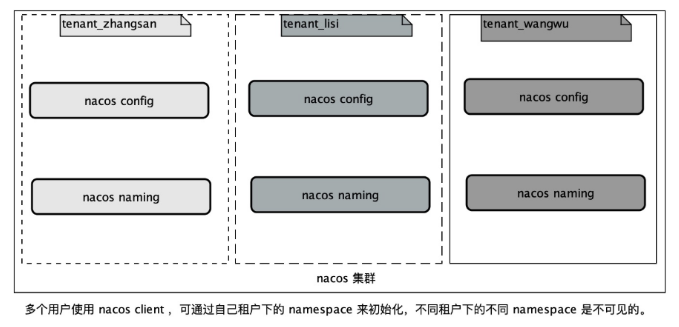 tenant_zhangsan
tenant_lisi
tenant_wangwu
nacos config
nacos config
nacos config
nacos naming
nacos naming
nacos naming
nacos 集群
多个用户使用 nacos client ，可通过自己租户下的 namespace 来初始化，不同租户下的不同 namespace 是不可见的。